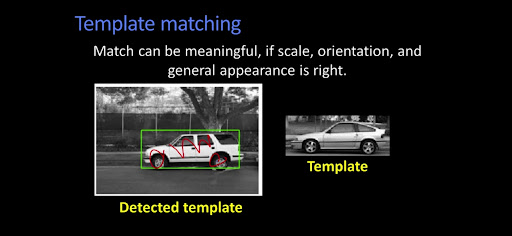 Template matching
Match can be meaningful, if scale, orientation, and
general appearance is right.
Template
Detected template